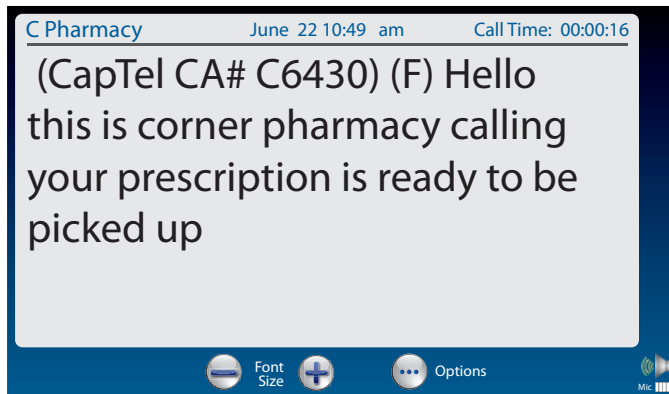 C Pharmacy June 22 10:49 am Call Time: 00:00:16
(CapTel CA# C6430) (F) Hello
this is corner pharmacy calling
your prescription is ready to be
picked up
Font
Size
Options
Mic